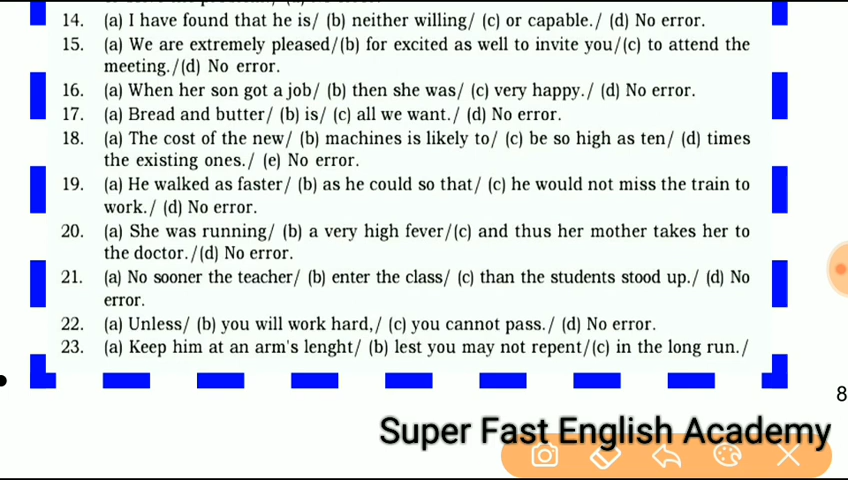 14. (a) I have found that he is/ (b) neither willing/ (c) or capable./ (d) No error.
15. (a) We are extremely pleased/(b) for excited as well to invite you/(c) to attend the
meeting./(d) No error.
16. (a) When her son got a job/ (b) then she was/ (c) very happy./ (d) No error.
17. (a) Bread and butter/ (b) is/ (c) all we want./ (d) No error.
18. (a) The cost of the new/ (b) machines is likely to/ (c) be so high as ten/ (d) times
the existing ones./ (e) No error.
19. (a) He walked as faster/ (b) as he could so that/ (c) he would not miss the train to
work./ (d) No error.
20. (a) She was running/ (b) a very high fever/(c) and thus her mother takes her to
the doctor./(d) No error.
21. (a) No sooner the teacher/ (b) enter the class/ (c) than the students stood up./ (d) No
error.
22. (a) Unless/ (b) you will work hard,/ (c) you cannot pass./ (d) No error.
23. (a) Keep him at an arm's lenght/ (b) lest you may not repent/(c) in the long run./
8
Super Fast English Academy